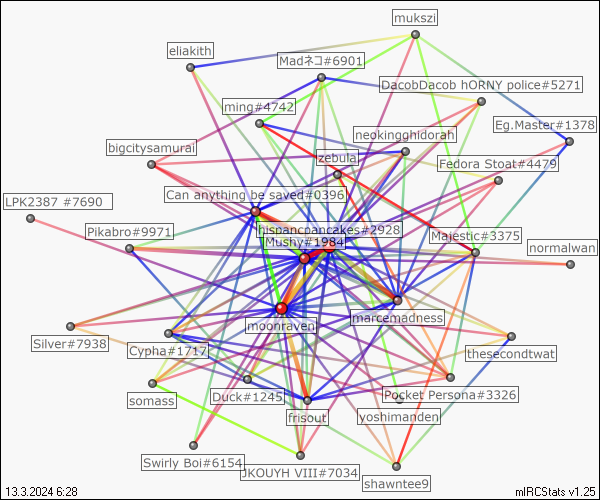 mukszi
eliakith
Madネコ#6901
DacobDacob hORNY police#5271
ming#4742
Eg.Master#1378
neokingghidorah
bigcitysamurai
zebula
Fedora Stoat#4479
Can anything be saved#0396
LPK2387 #7690
hispancpancakes#2928
Pikabro#9971
Majestic#3375
Mushy#1984
normalwan
moonraven
marcemadness
Silver#7938
Cypha#1717
thesecondtwat
somass
Duck#1245
Pocket Persona#3326
frisout
yoshimanden
Swirly Boi#6154
JKOUYH VIII#7034
shawntee9
13.3.2024 6:28
mIRCStats v1.25